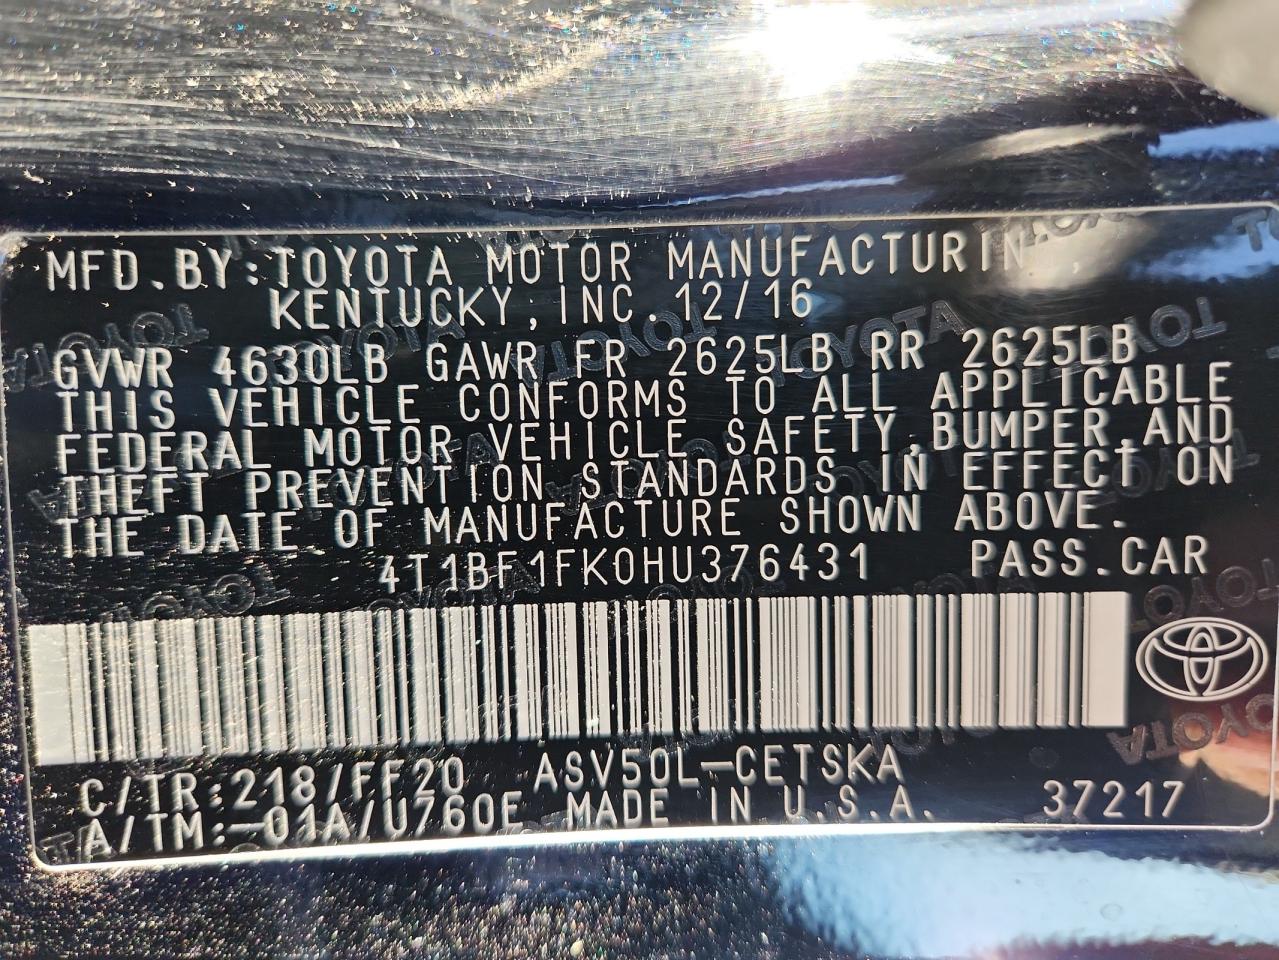 MFD.BY:TOYOTA MOTOR MANUFACTURIN
KENTUCKY,INC.12/16
GVWR 4630LB GAWR FR 2625LB RR 2625LB
THIS VEHICLE CONFORMS TO ALL APPLICABLE
FEDERAL MOTOR VEHICLE SAFETY,BUMPER,AND
THEFT PREVENTION STANDARDS IN EFFECT ON
THE DATE OF MANUFACTURE SHOWN ABOVE.
4T1BF1FK0HU376431 PASS.CAR
C/TR:218/FF20 ASV50L-CETSKA
A/TM:-01A/U760E MADE IN U.S.A. 37217